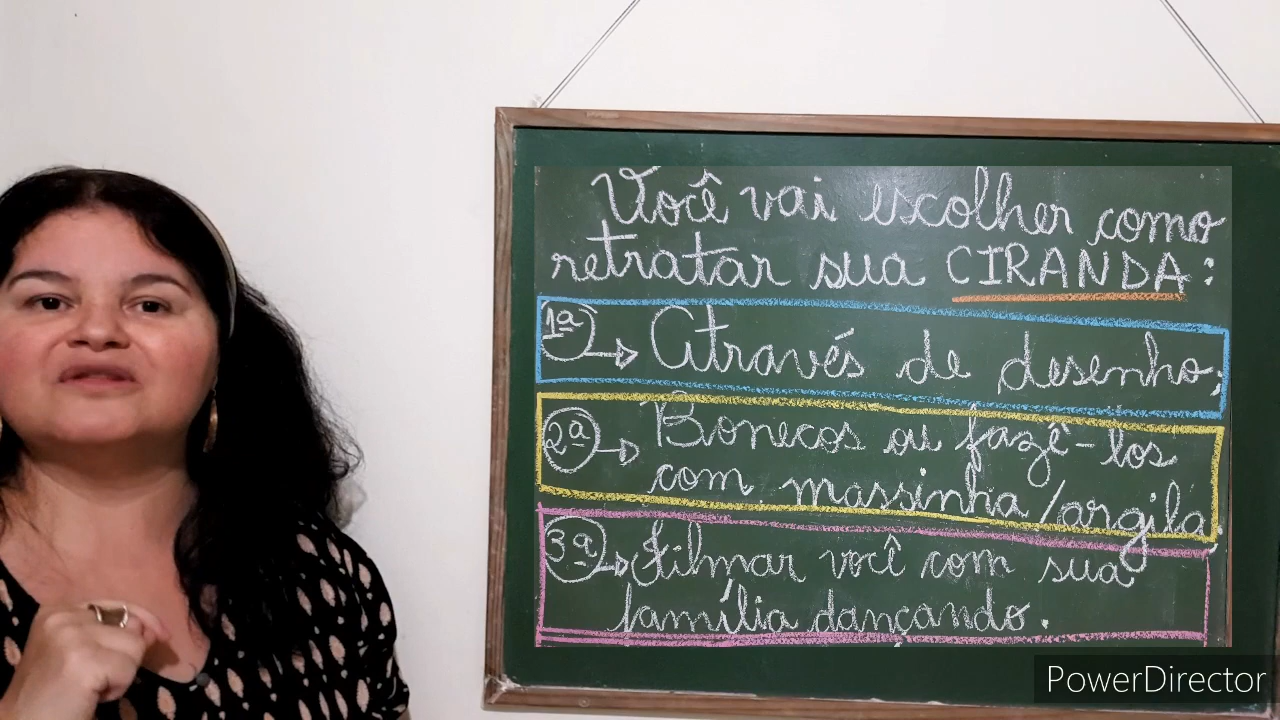 Você vai escolher como
retratar sua CIRANDA:
1ª Através de desenho;
2ª Bonecos ou fazê-los
com massinha/argila;
3ª Filmar você com sua
família dançando.
PowerDirector